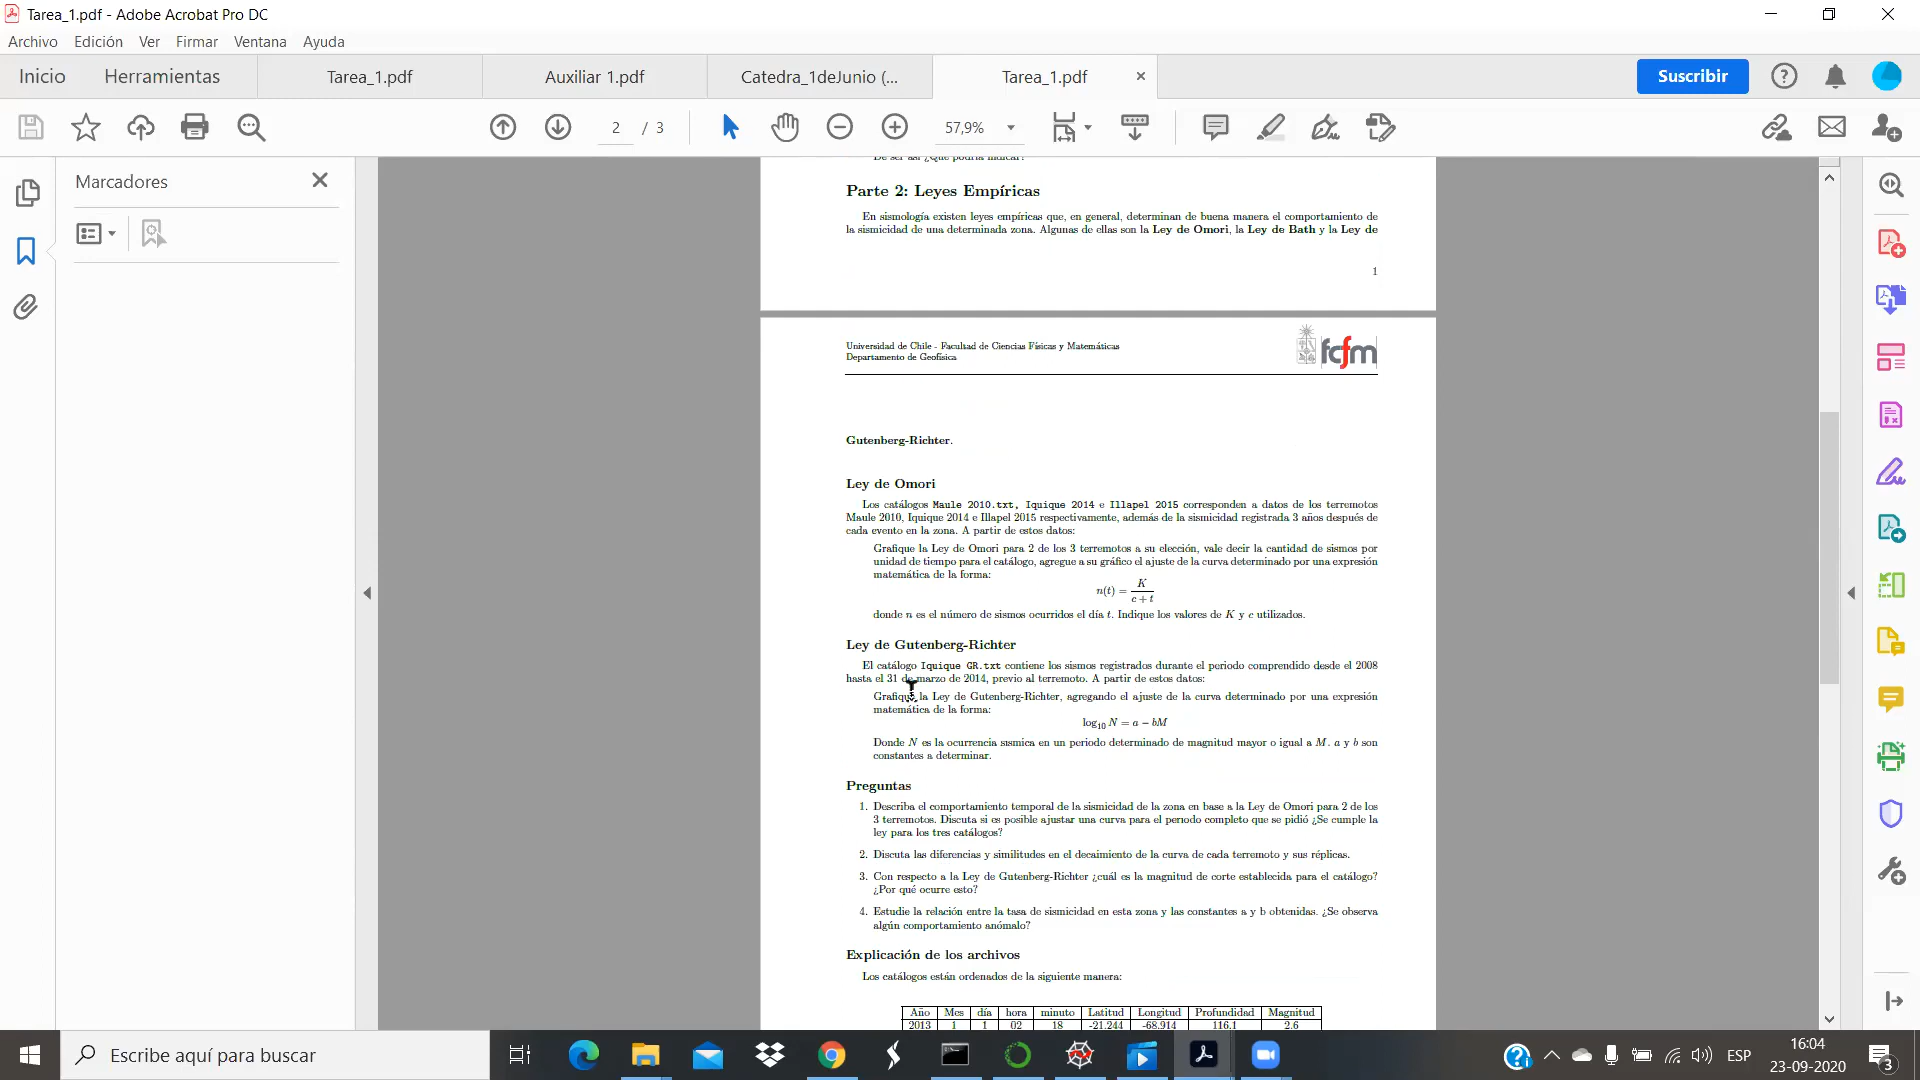 Tarea_1.pdf - Adobe Acrobat Pro DC
Archivo Edición Ver Firmar Ventana Ayuda
Inicio Herramientas Tarea_1.pdf Auxiliar 1.pdf Catedra_1deJunio (... Tarea_1.pdf Suscribir
2 / 3 57,9%
Marcadores
De ser así ¿Qué podría indicar?
Parte 2: Leyes Empíricas
En sismología existen leyes empíricas que, en general, determinan de buena manera el comportamiento de
la sismicidad de una determinada zona. Algunas de ellas son la Ley de Omori, la Ley de Bath y la Ley de
1
Universidad de Chile - Facultad de Ciencias Físicas y Matemáticas
Departamento de Geofísica
fcfm
Gutenberg-Richter.
Ley de Omori
Los catálogos Maule 2010.txt, Iquique 2014 e Illapel 2015 corresponden a datos de los terremotos
Maule 2010, Iquique 2014 e Illapel 2015 respectivamente, además de la sismicidad registrada 3 años después de
cada evento en la zona. A partir de estos datos:
Grafique la Ley de Omori para 2 de los 3 terremotos a su elección, vale decir la cantidad de sismos por
unidad de tiempo para el catálogo, agregue a su gráfico el ajuste de la curva determinado por una expresión
matemática de la forma:
n(t) = K / (c + t)
donde n es el número de sismos ocurridos el día t. Indique los valores de K y c utilizados.
Ley de Gutenberg-Richter
El catálogo Iquique GR.txt contiene los sismos registrados durante el periodo comprendido desde el 2008
hasta el 31 de marzo de 2014, previo al terremoto. A partir de estos datos:
Grafique la Ley de Gutenberg-Richter, agregando el ajuste de la curva determinado por una expresión
matemática de la forma:
log10 N = a − bM
Donde N es la ocurrencia sísmica en un periodo determinado de magnitud mayor o igual a M. a y b son
constantes a determinar.
Preguntas
1. Describa el comportamiento temporal de la sismicidad de la zona en base a la Ley de Omori para 2 de los
3 terremotos. Discuta si es posible ajustar una curva para el periodo completo que se pidió ¿Se cumple la
ley para los tres catálogos?
2. Discuta las diferencias y similitudes en el decaimiento de la curva de cada terremoto y sus réplicas.
3. Con respecto a la Ley de Gutenberg-Richter ¿cuál es la magnitud de corte establecida para el catálogo?
¿Por qué ocurre esto?
4. Estudie la relación entre la tasa de sismicidad en esta zona y las constantes a y b obtenidas. ¿Se observa
algún comportamiento anómalo?
Explicación de los archivos
Los catálogos están ordenados de la siguiente manera:
Año Mes día hora minuto Latitud Longitud Profundidad Magnitud
2013 1 1 02 18 -21.244 -68.914 116.1 2.6
Escribe aquí para buscar
ESP
16:04
23-09-2020
3